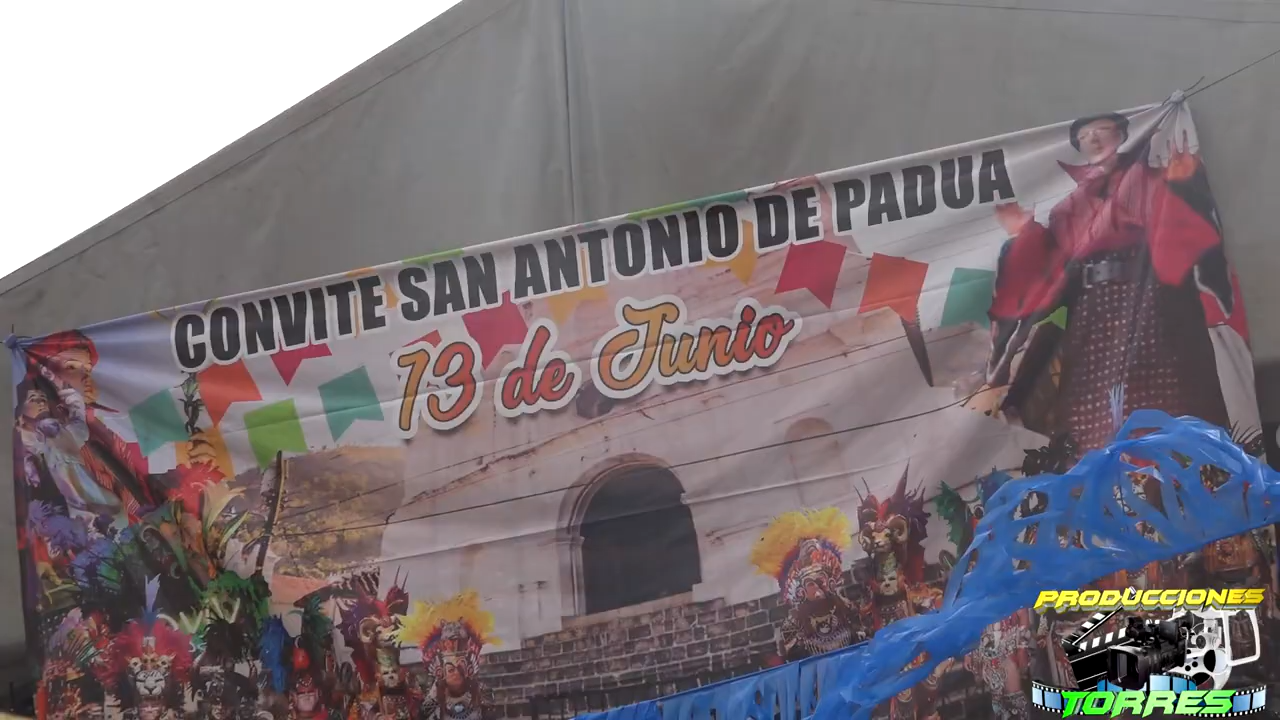 CONVITE SAN ANTONIO DE PADUA
13 de Junio
PRODUCCIONES
TORRES